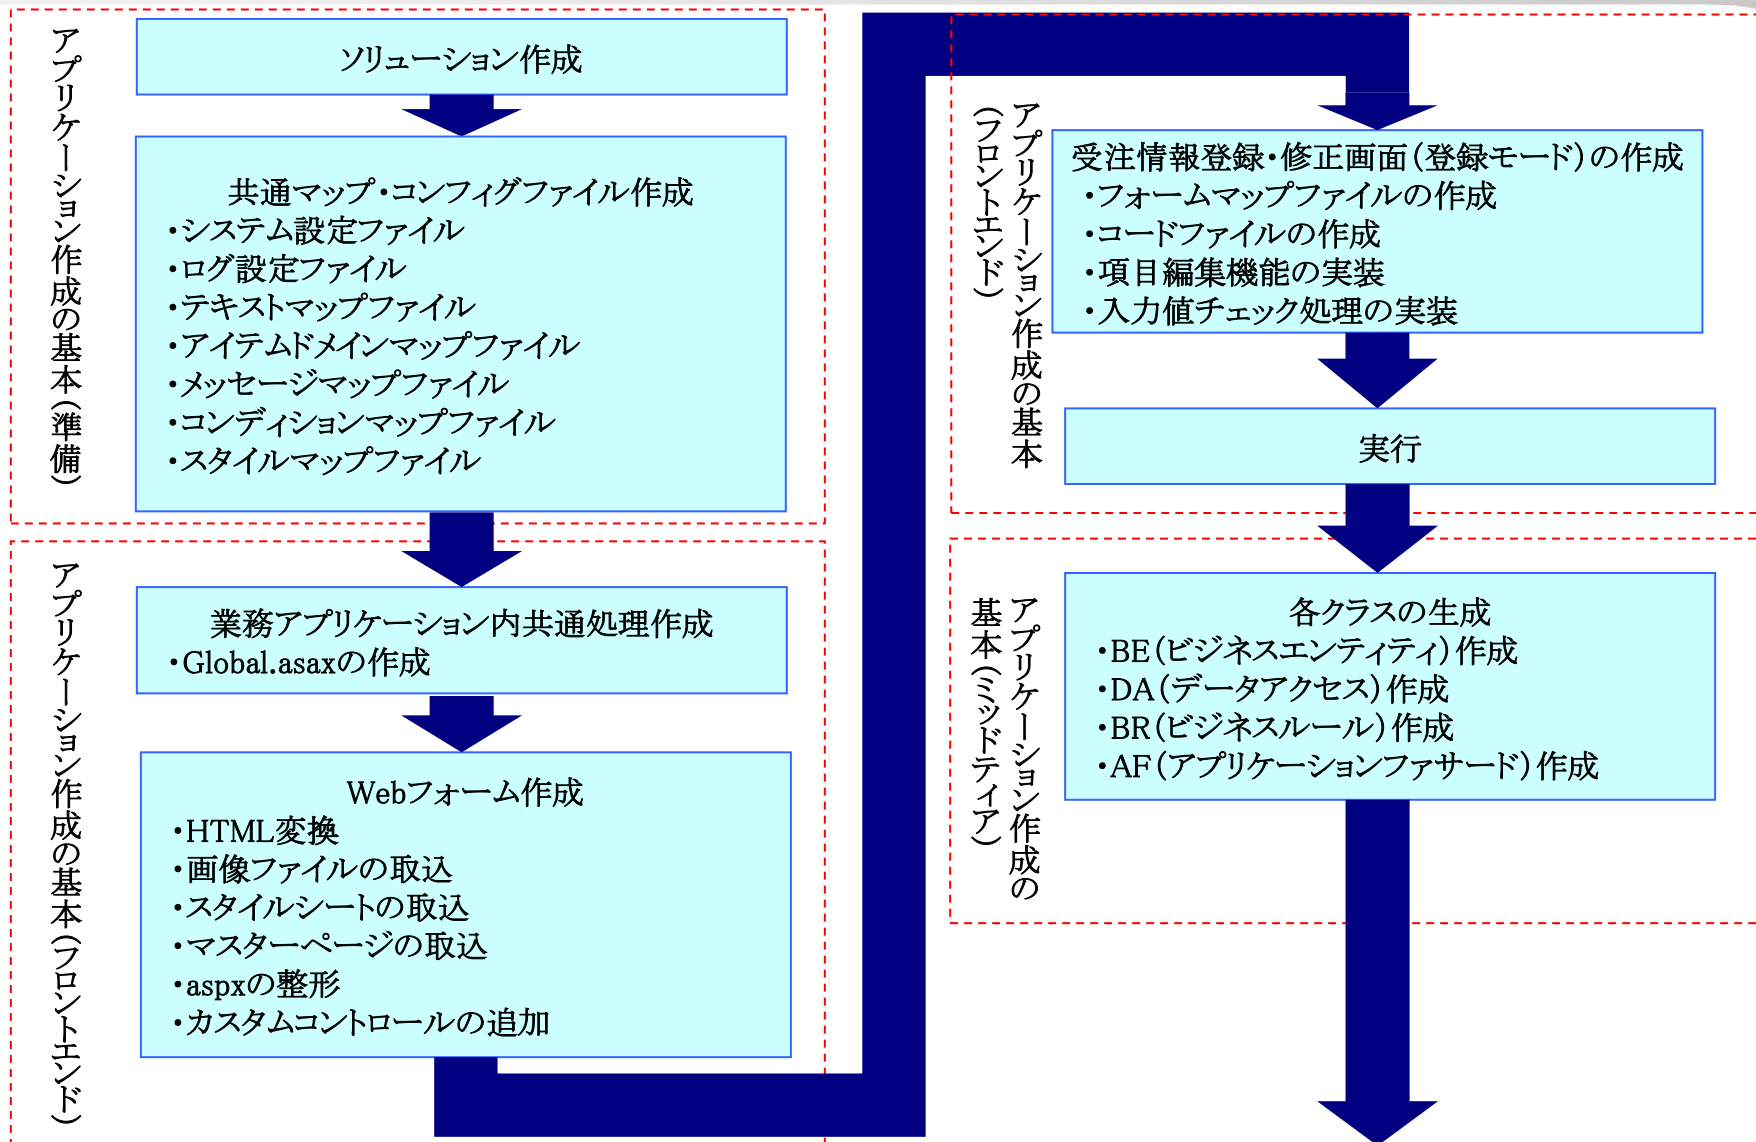 アプリケーション作成の基本（準備）
ソリューション作成
共通マップ・コンフィグファイル作成
・システム設定ファイル
・ログ設定ファイル
・テキストマップファイル
・アイテムドメインマップファイル
・メッセージマップファイル
・コンディションマップファイル
・スタイルマップファイル
アプリケーション作成の基本（フロントエンド）
業務アプリケーション内共通処理作成
・Global.asaxの作成
Webフォーム作成
・HTML変換
・画像ファイルの取込
・スタイルシートの取込
・マスターページの取込
・aspxの整形
・カスタムコントロールの追加
アプリケーション作成の基本
（フロントエンド）
受注情報登録・修正画面（登録モード）の作成
・フォームマップファイルの作成
・コードファイルの作成
・項目編集機能の実装
・入力値チェック処理の実装
実行
アプリケーション作成の
基本（ミッドティア）
各クラスの生成
・BE（ビジネスエンティティ）作成
・DA（データアクセス）作成
・BR（ビジネスルール）作成
・AF（アプリケーションファサード）作成